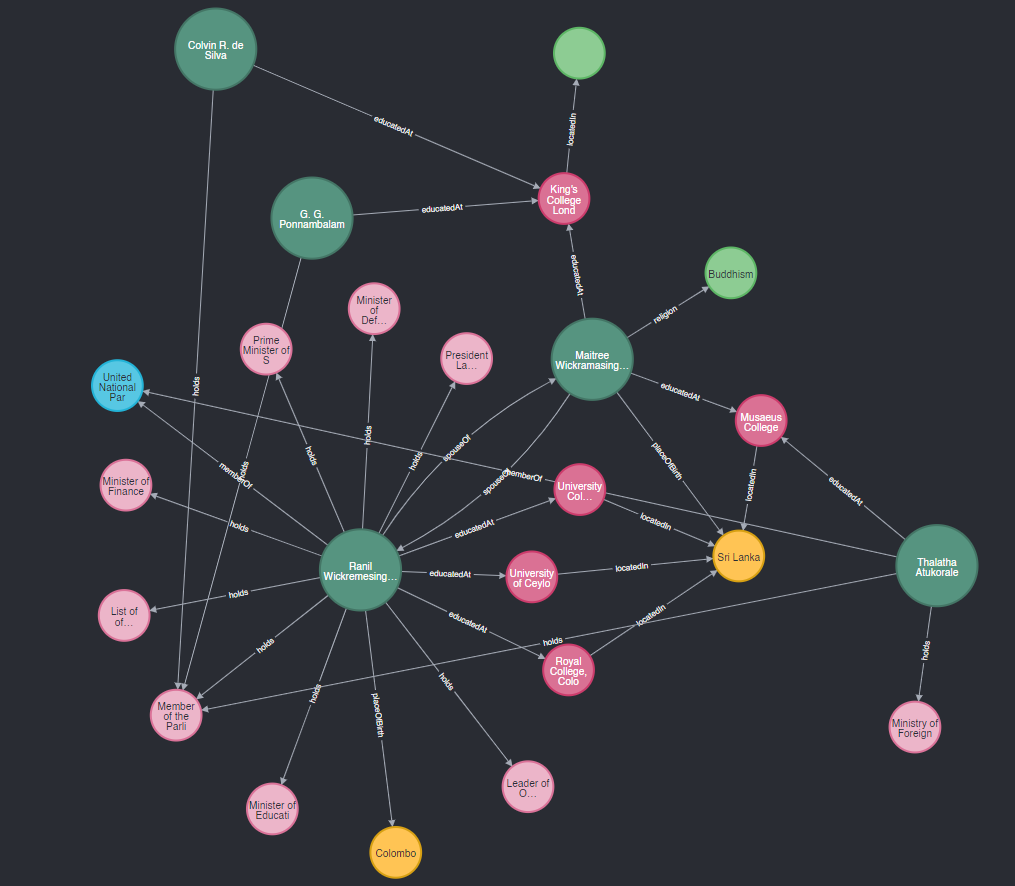 Colvin R. de
Silva
educatedAt
locatedIn
King's
College
Lond
G. G.
Ponnambalam
educatedAt
educatedAt
Buddhism
religion
Minister
of
Def...
Prime
Minister of
S
President
La...
Maitree
Wickramasing...
United
National
Par
holds
educatedAt
Musaeus
College
holds
holds
holds
spouseOf
placeOfBirth
memberOf
holds
spouseOf
memberOf
University
Col...
locatedIn
educatedAt
Minister of
Finance
holds
educatedAt
locatedIn
Sri Lanka
Ranil
Wickremesing...
educatedAt
University
of Ceylo
locatedIn
Thalatha
Atukorale
List of
of...
holds
educatedAt
locatedIn
holds
holds
holds
Royal
College,
Colo
holds
holds
placeOfBirth
Member
of the
Parli
Ministry of
Foreign
Leader of
O...
Minister of
Educati
Colombo